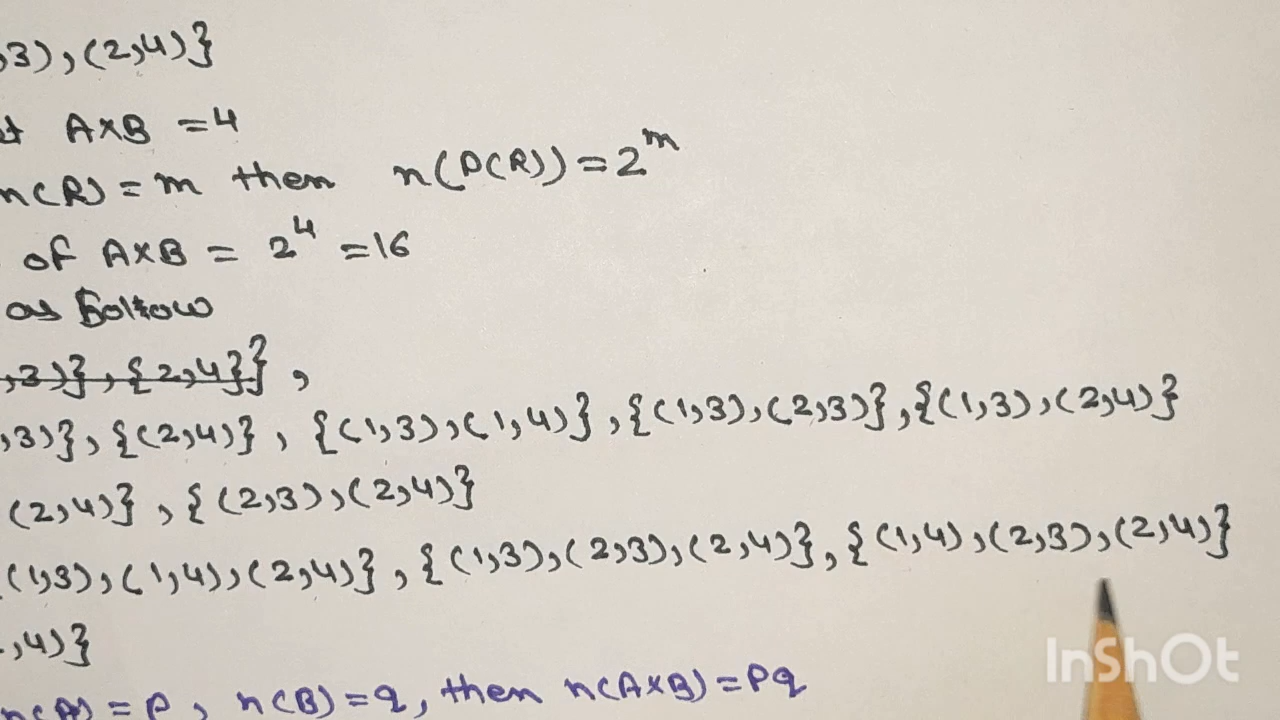 ,3),(2,4)}
A×B =4
n(R)=m then n(P(R))=2^m
of A×B = 2^4 =16
as follow
,3)},{2,4}},
,3)},{(2,4)}, {(1,3),(1,4)},{(1,3),(2,3)},{(1,3),(2,4)}
(2,4)}, {(2,3),(2,4)}
(1,3),(1,4),(2,4)},{(1,3),(2,3),(2,4)},{(1,4),(2,3),(2,4)}
,4)}
n(A)=P, n(B)=q, then n(A×B)=Pq
InShOt